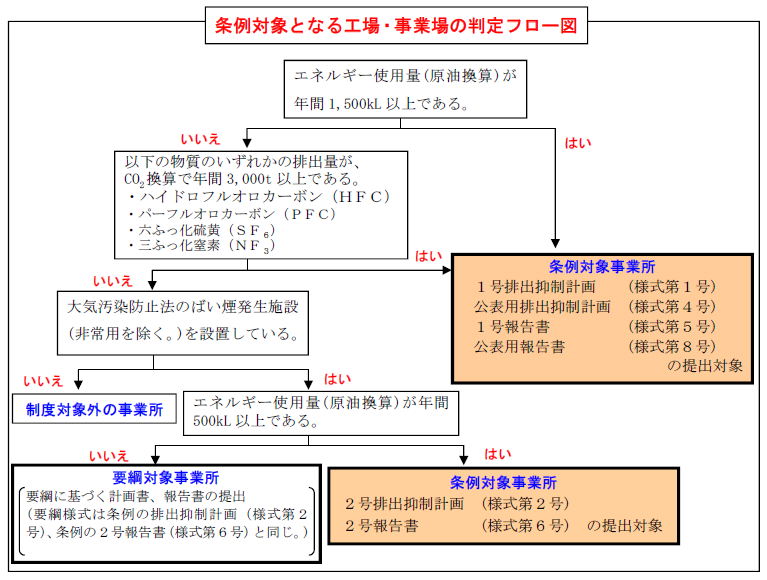 条例対象となる工場・事業場の判定フロー図
エネルギー使用量(原油換算)が
年間1,500kL以上である。
いいえ
はい
以下の物質のいずれかの排出量が、
CO2換算で年間3,000t以上である。
・ハイドロフルオロカーボン(HFC)
・パーフルオロカーボン(PFC)
・六ふっ化硫黄(SF6)
・三ふっ化窒素(NF3)
はい
いいえ
条例対象事業所
1号排出抑制計画 (様式第1号)
公表用排出抑制計画 (様式第4号)
1号報告書 (様式第5号)
公表用報告書 (様式第8号)
の提出対象
大気汚染防止法のばい煙発生施設
(非常用を除く。)を設置している。
いいえ
はい
制度対象外の事業所
エネルギー使用量(原油換算)が年間
500kL以上である。
いいえ
はい
要綱対象事業所
要綱に基づく計画書、報告書の提出
(要綱様式は条例の排出抑制計画(様式第2
号)、条例の2号報告書(様式第6号)と同じ。)
条例対象事業所
2号排出抑制計画 (様式第2号)
2号報告書 (様式第6号) の提出対象